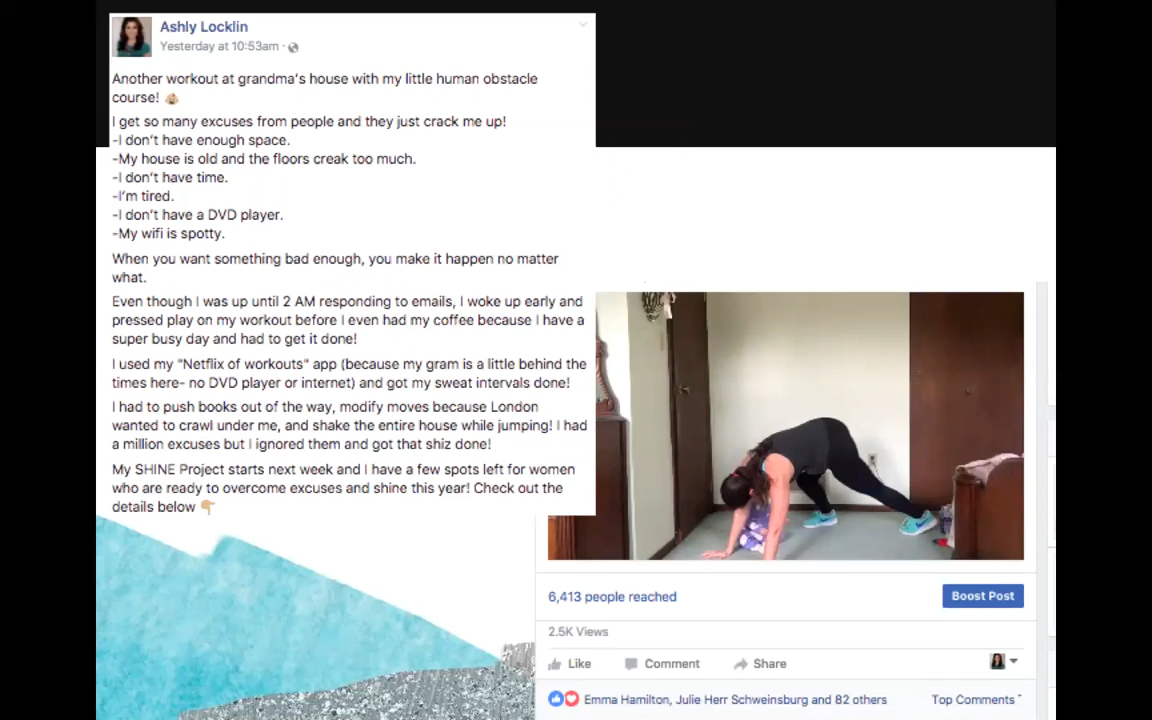 Ashly Locklin
Yesterday at 10:53am ·
Another workout at grandma's house with my little human obstacle
course!
I get so many excuses from people and they just crack me up!
-I don't have enough space.
-My house is old and the floors creak too much.
-I don't have time.
-I'm tired.
-I don't have a DVD player.
-My wifi is spotty.
When you want something bad enough, you make it happen no matter
what.
Even though I was up until 2 AM responding to emails, I woke up early and
pressed play on my workout before I even had my coffee because I have a
super busy day and had to get it done!
I used my "Netflix of workouts" app (because my gram is a little behind the
times here- no DVD player or internet) and got my sweat intervals done!
I had to push books out of the way, modify moves because London
wanted to crawl under me, and shake the entire house while jumping! I had
a million excuses but I ignored them and got that shiz done!
My SHINE Project starts next week and I have a few spots left for women
who are ready to overcome excuses and shine this year! Check out the
details below
6,413 people reached
Boost Post
2.5K Views
Like Comment Share
Emma Hamilton, Julie Herr Schweinsburg and 82 others
Top Comments